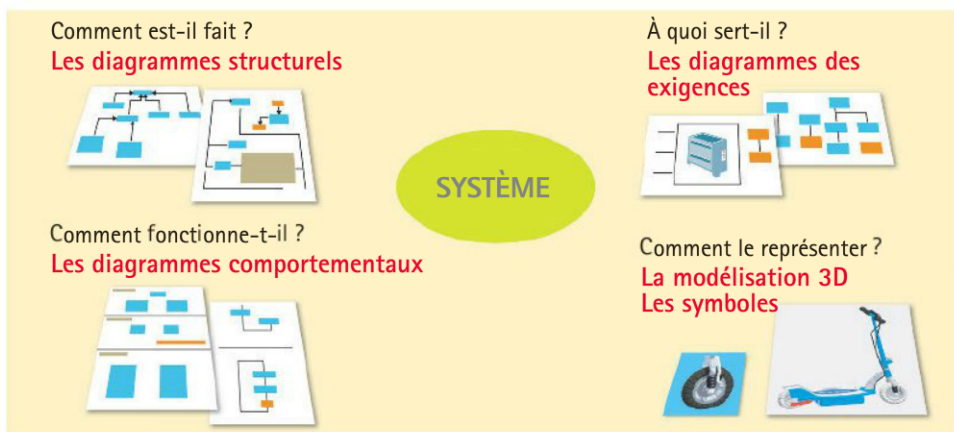 Comment est-il fait ?
Les diagrammes structurels
À quoi sert-il ?
Les diagrammes des
exigences
SYSTÈME
Comment fonctionne-t-il ?
Les diagrammes comportementaux
Comment le représenter ?
La modélisation 3D
Les symboles